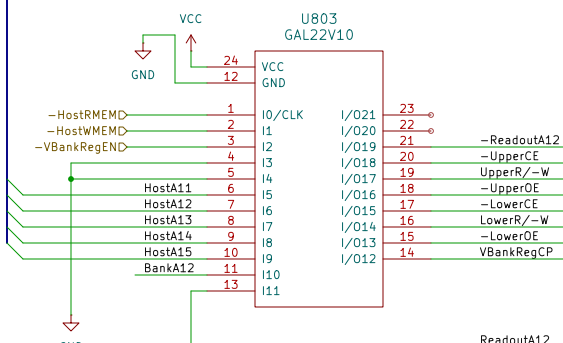 U803
GAL22V10
VCC
GND
24 VCC
12 GND
-HostRMEM 1 I0/CLK I/O21 23
-HostWMEM 2 I1 I/O20 22
-VBankRegEN 3 I2 I/O19 21 -ReadoutA12
4 I3 I/O18 20 -UpperCE
5 I4 I/O17 19 UpperR/-W
HostA11 6 I5 I/O16 18 -UpperOE
HostA12 7 I6 I/O15 17 -LowerCE
HostA13 8 I7 I/O14 16 LowerR/-W
HostA14 9 I8 I/O13 15 -LowerOE
HostA15 10 I9 I/O12 14 VBankRegCP
BankA12 11 I10
13 I11
ReadoutA12